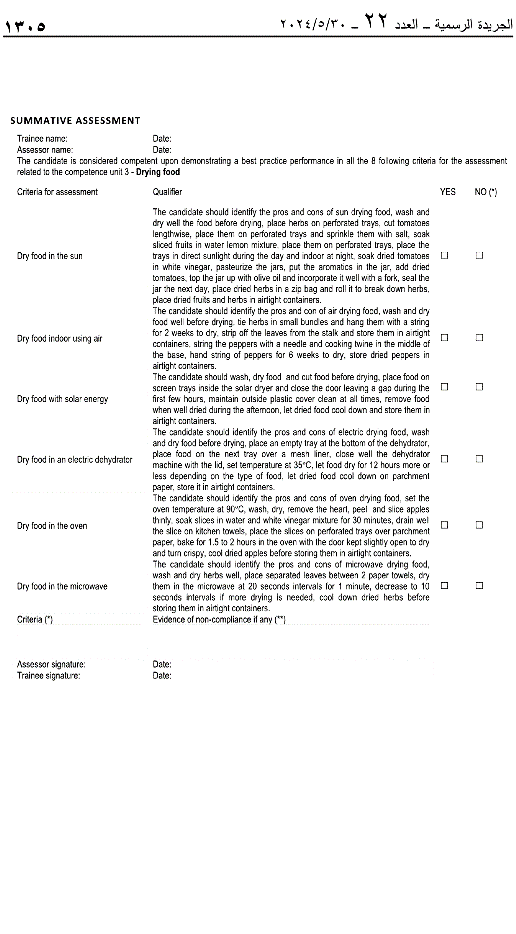 الجريدة الرسمية ــ العدد ٢٢ ــ ٢٠٢٤/٥/٣٠
١٣٠٥
SUMMATIVE ASSESSMENT
Trainee name: Date:
Assessor name: Date:
The candidate is considered competent upon demonstrating a best practice performance in all the 8 following criteria for the assessment
related to the competence unit 3 - Drying food
Criteria for assessment Qualifier YES NO (*)
The candidate should identify the pros and cons of sun drying food, wash and
dry well the food before drying, place herbs on perforated trays, cut tomatoes
lengthwise, place them on perforated trays and sprinkle them with salt, soak
sliced fruits in water lemon mixture, place them on perforated trays, place the
Dry food in the sun trays in direct sunlight during the day and indoor at night, soak dried tomatoes ☐ ☐
in white vinegar, pasteurize the jars, put the aromatics in the jar, add dried
tomatoes, top the jar up with olive oil and incorporate it well with a fork, seal the
jar the next day, place dried herbs in a zip bag and roll it to break down herbs,
place dried fruits and herbs in airtight containers.
The candidate should identify the pros and con of air drying food, wash and dry
food well before drying, tie herbs in small bundles and hang them with a string
for 2 weeks to dry, strip off the leaves from the stalk and store them in airtight
Dry food indoor using air containers, string the peppers with a needle and cooking twine in the middle of ☐ ☐
the base, hand string of peppers for 6 weeks to dry, store dried peppers in
airtight containers.
The candidate should wash, dry food and cut food before drying, place food on
screen trays inside the solar dryer and close the door leaving a gap during the ☐ ☐
Dry food with solar energy first few hours, maintain outside plastic cover clean at all times, remove food
when well dried during the afternoon, let dried food cool down and store them in
airtight containers.
The candidate should identify the pros and cons of electric drying food, wash
and dry food before drying, place an empty tray at the bottom of the dehydrator,
Dry food in an electric dehydrator place food on the next tray over a mesh liner, close well the dehydrator ☐ ☐
machine with the lid, set temperature at 35°C, let food dry for 12 hours more or
less depending on the type of food, let dried food cool down on parchment
paper, store it in airtight containers.
The candidate should identify the pros and cons of oven drying food, set the
oven temperature at 90°C, wash, dry, remove the heart, peel and slice apples
Dry food in the oven thinly, soak slices in water and white vinegar mixture for 30 minutes, drain well ☐ ☐
the slice on kitchen towels, place the slices on perforated trays over parchment
paper, bake for 1.5 to 2 hours in the oven with the door kept slightly open to dry
and turn crispy, cool dried apples before storing them in airtight containers.
The candidate should identify the pros and cons of microwave drying food,
wash and dry herbs well, place separated leaves between 2 paper towels, dry
Dry food in the microwave them in the microwave at 20 seconds intervals for 1 minute, decrease to 10 ☐ ☐
seconds intervals if more drying is needed, cool down dried herbs before
storing them in airtight containers.
Criteria (*) Evidence of non-compliance if any (**)
Assessor signature: Date:
Trainee signature: Date: